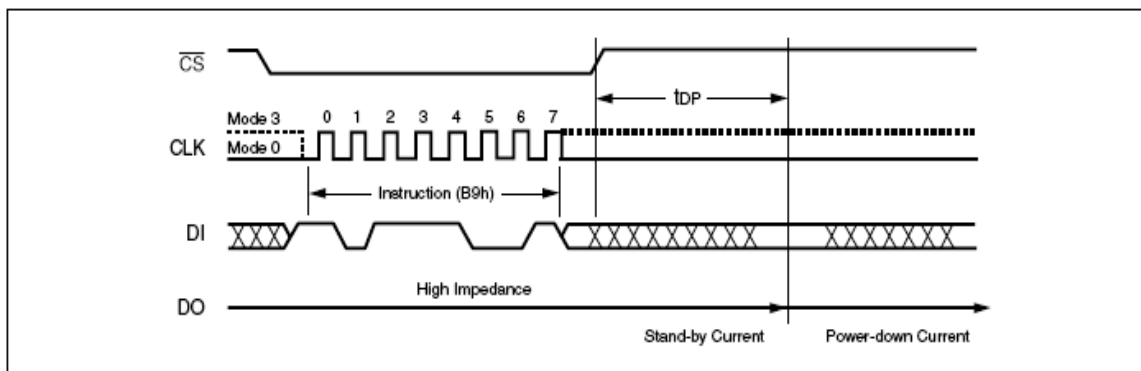 CS
tDP
Mode 3
0 1 2 3 4 5 6 7
CLK
Mode 0
Instruction (B9h)
DI
High Impedance
DO
Stand-by Current Power-down Current